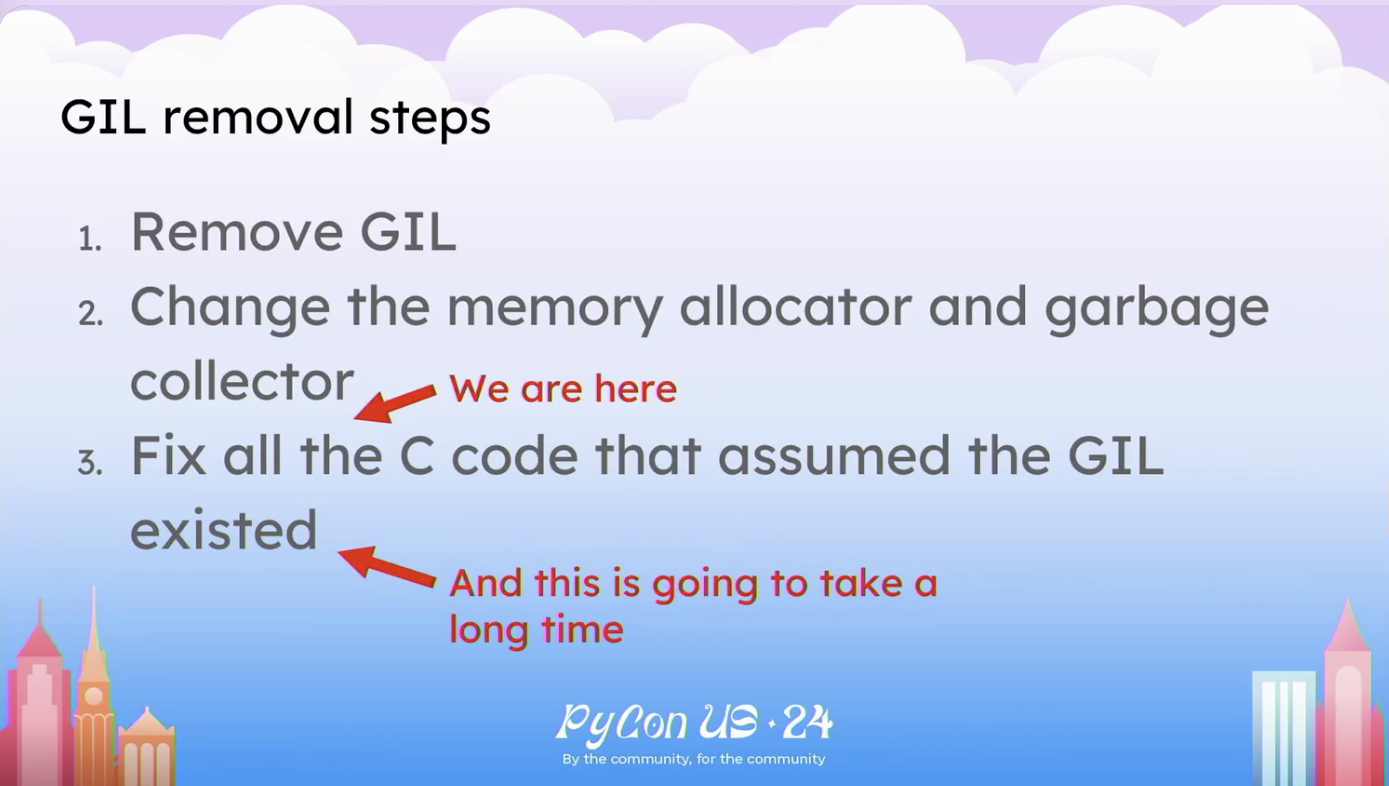 GIL removal steps
1. Remove GIL
2. Change the memory allocator and garbage
collector
We are here
3. Fix all the C code that assumed the GIL
existed
And this is going to take a
long time
PyCon US · 24
By the community, for the community